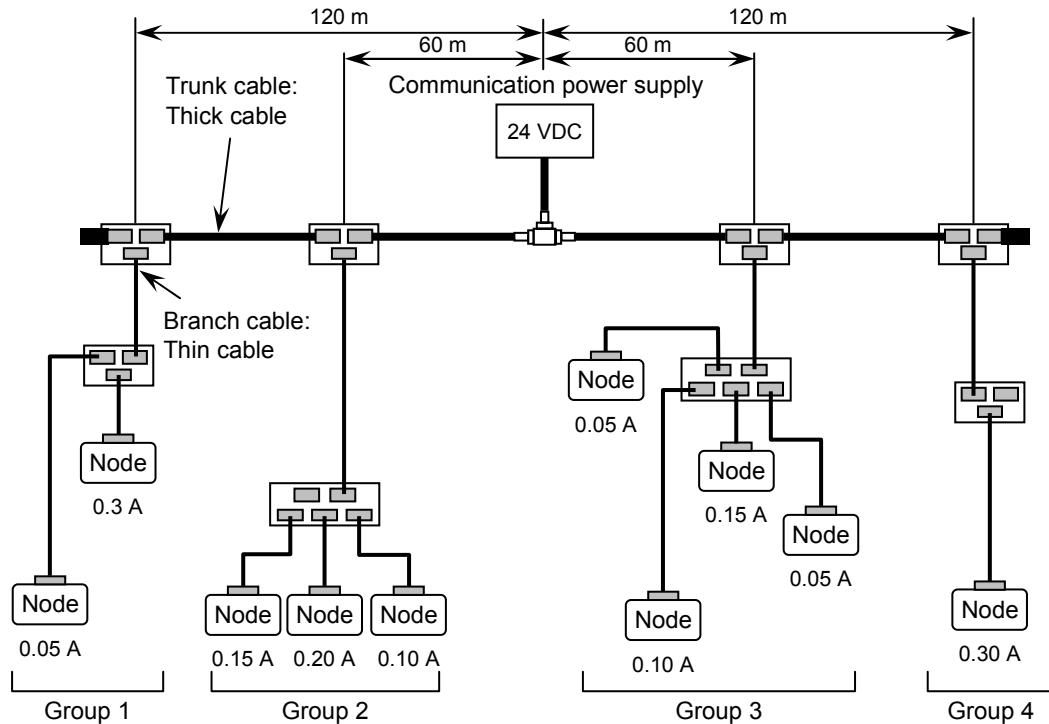 120 m
120 m
60 m
60 m
Communication power supply
Trunk cable:
Thick cable
24 VDC
Branch cable:
Thin cable
Node
0.3 A
Node
0.05 A
Node
0.15 A
Node
0.20 A
Node
0.10 A
Node
0.05 A
Node
0.15 A
Node
0.05 A
Node
0.10 A
Node
0.30 A
Group 1
Group 2
Group 3
Group 4